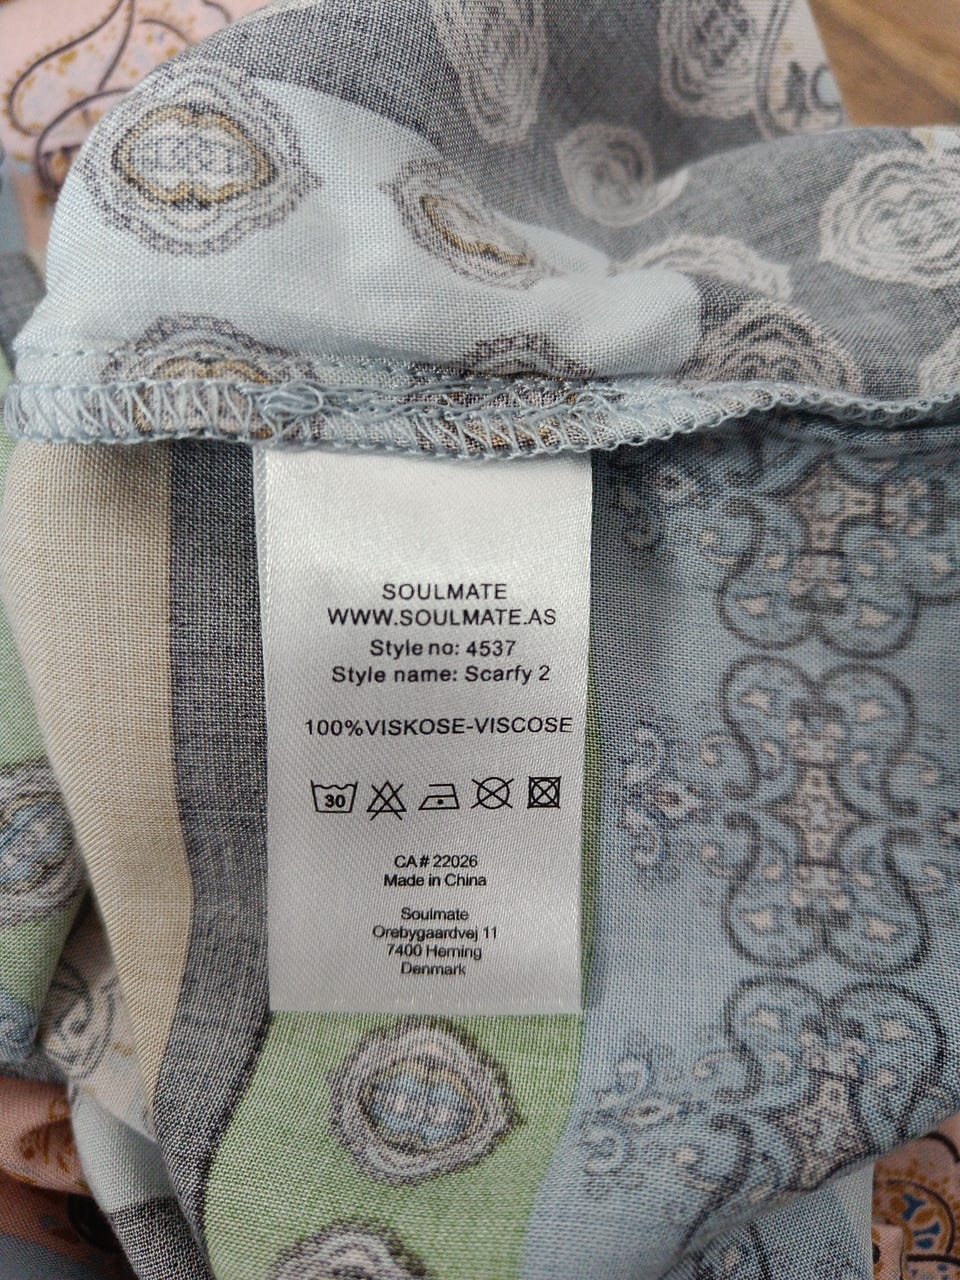 SOULMATE
WWW.SOULMATE.AS
Style no: 4537
Style name: Scarfy 2
100%VISKOSE-VISCOSE
30
CA# 22026
Made in China
Soulmate
Orebygaardvej 11
7400 Herning
Denmark